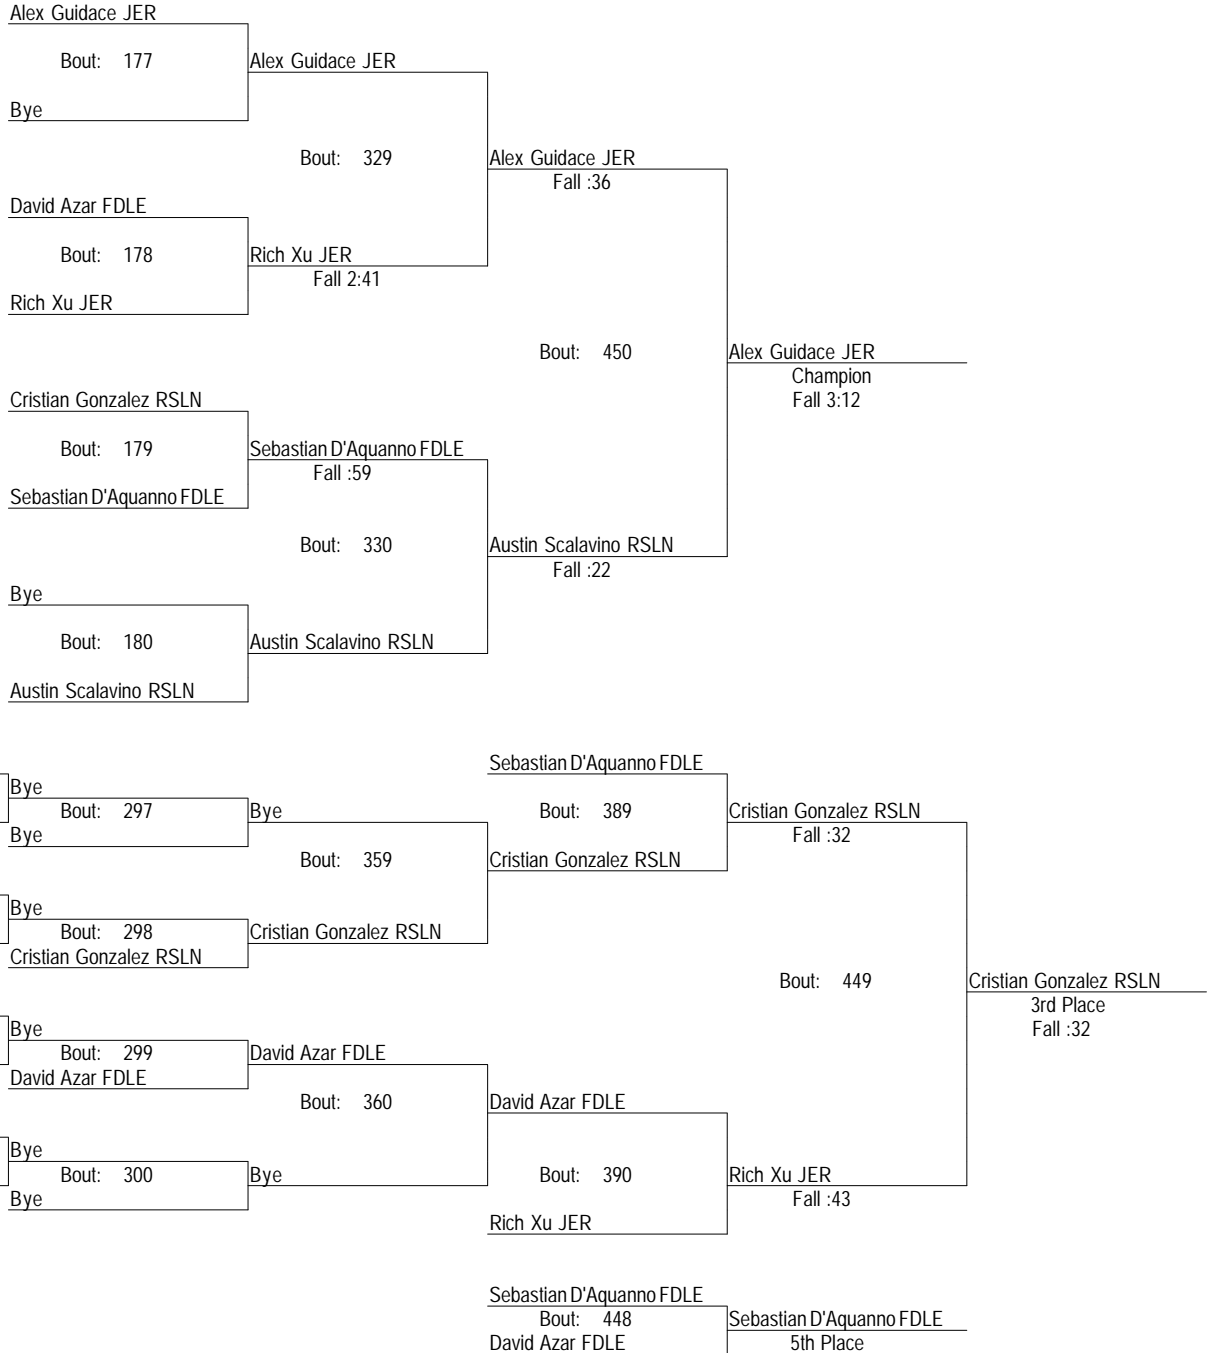 Alex Guidace JER
Bout: 177
Alex Guidace JER
Bye
Bout: 329
Alex Guidace JER
Fall :36
David Azar FDLE
Bout: 178
Rich Xu JER
Fall 2:41
Rich Xu JER
Bout: 450
Alex Guidace JER
Champion
Fall 3:12
Cristian Gonzalez RSLN
Bout: 179
Sebastian D'Aquanno FDLE
Fall :59
Sebastian D'Aquanno FDLE
Bout: 330
Austin Scalavino RSLN
Fall :22
Bye
Bout: 180
Austin Scalavino RSLN
Austin Scalavino RSLN
Sebastian D'Aquanno FDLE
Bye
Bout: 297
Bye
Bout: 389
Cristian Gonzalez RSLN
Fall :32
Bye
Bout: 359
Cristian Gonzalez RSLN
Bye
Bout: 298
Cristian Gonzalez RSLN
Cristian Gonzalez RSLN
Bout: 449
Cristian Gonzalez RSLN
3rd Place
Fall :32
Bye
Bout: 299
David Azar FDLE
David Azar FDLE
Bout: 360
David Azar FDLE
Bye
Bout: 300
Bye
Bout: 390
Rich Xu JER
Fall :43
Bye
Rich Xu JER
Sebastian D'Aquanno FDLE
Bout: 448
Sebastian D'Aquanno FDLE
David Azar FDLE
5th Place